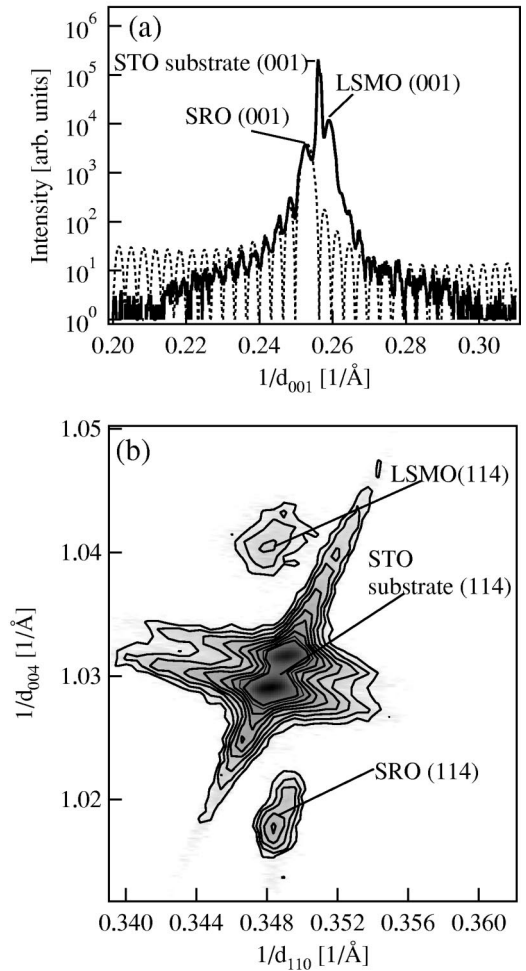 (a)
STO substrate (001)
LSMO (001)
SRO (001)
Intensity [arb. units]
10^6
10^5
10^4
10^3
10^2
10^1
10^0
0.20 0.22 0.24 0.26 0.28 0.30
1/d_001 [1/Å]
(b)
LSMO(114)
STO
substrate (114)
SRO (114)
1/d_004 [1/Å]
1.05
1.04
1.03
1.02
0.340 0.344 0.348 0.352 0.356 0.360
1/d_110 [1/Å]